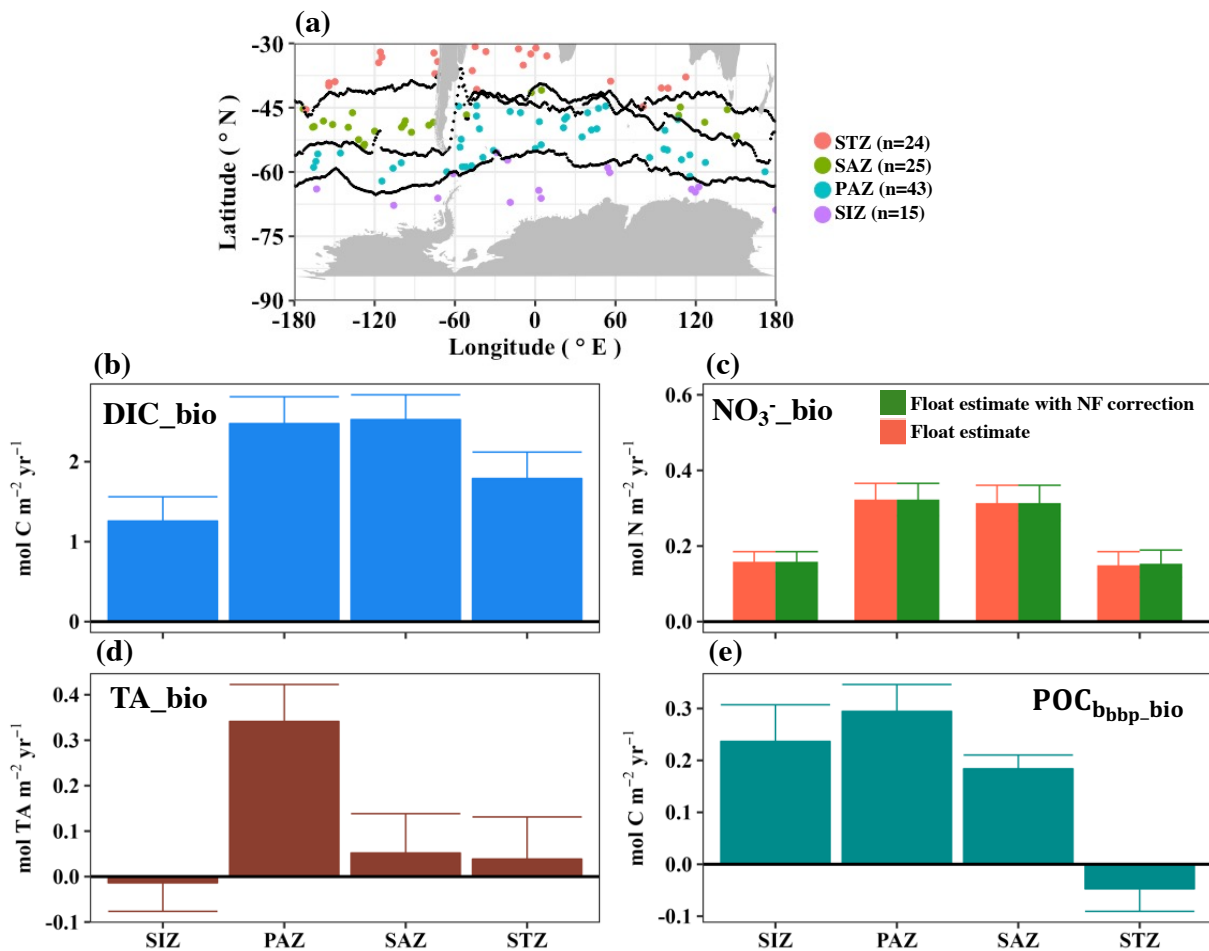 (a)
-30
-45
-60
-75
-90
Latitude ( ° N )
-180 -120 -60 0 60 120 180
Longitude ( ° E )
STZ (n=24)
SAZ (n=25)
PAZ (n=43)
SIZ (n=15)
(b)
DIC_bio
mol C m⁻² yr⁻¹
2
1
0
(c)
NO₃⁻_bio
Float estimate with NF correction
Float estimate
mol N m⁻² yr⁻¹
0.6
0.4
0.2
0.0
(d)
TA_bio
mol TA m⁻² yr⁻¹
0.4
0.3
0.2
0.1
0.0
-0.1
SIZ PAZ SAZ STZ
(e)
POC_b_bbp_bio
mol C m⁻² yr⁻¹
0.3
0.2
0.1
0.0
-0.1
SIZ PAZ SAZ STZ